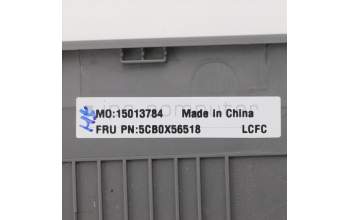 MO:15013784 Made in China
FRU PN:5CB0X56518 LCFC